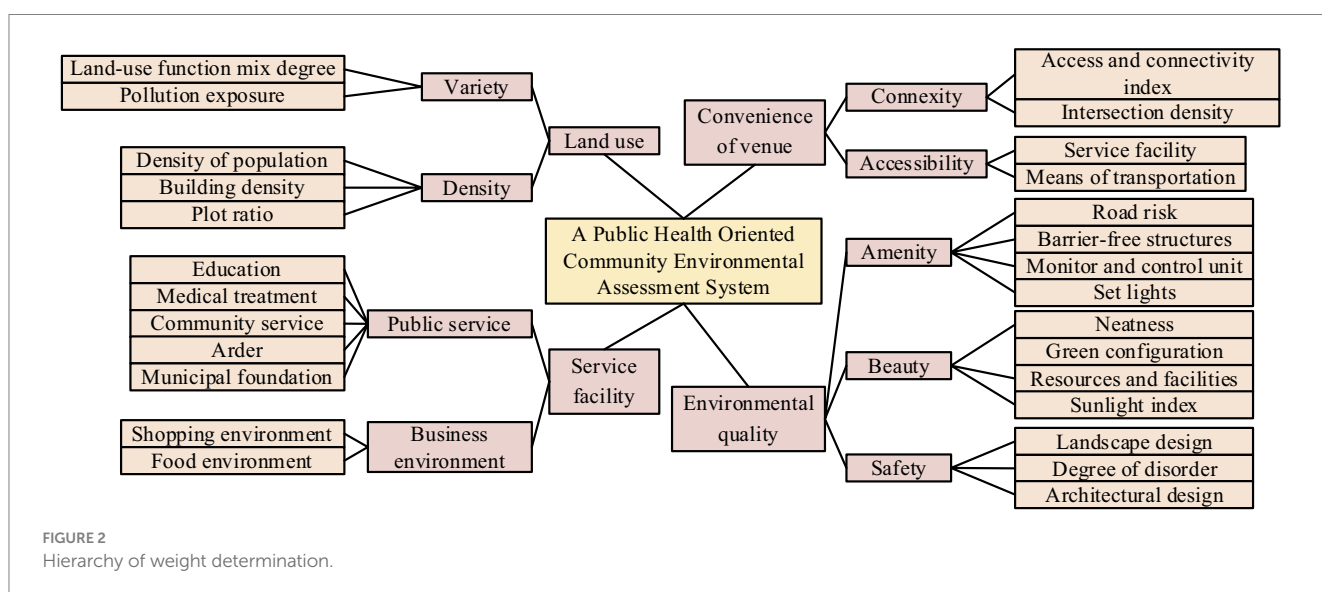 Land-use function mix degree
Pollution exposure
Variety
Density of population
Building density
Plot ratio
Density
Land use
Education
Medical treatment
Community service
Arder
Municipal foundation
Public service
Shopping environment
Food environment
Business
environment
Service
facility
A Public Health Oriented
Community Environmental
Assessment System
Convenience
of venue
Connexity
Access and connectivity
index
Intersection density
Accessibility
Service facility
Means of transportation
Environmental
quality
Amenity
Road risk
Barrier-free structures
Monitor and control unit
Set lights
Beauty
Neatness
Green configuration
Resources and facilities
Sunlight index
Safety
Landscape design
Degree of disorder
Architectural design
FIGURE 2
Hierarchy of weight determination.